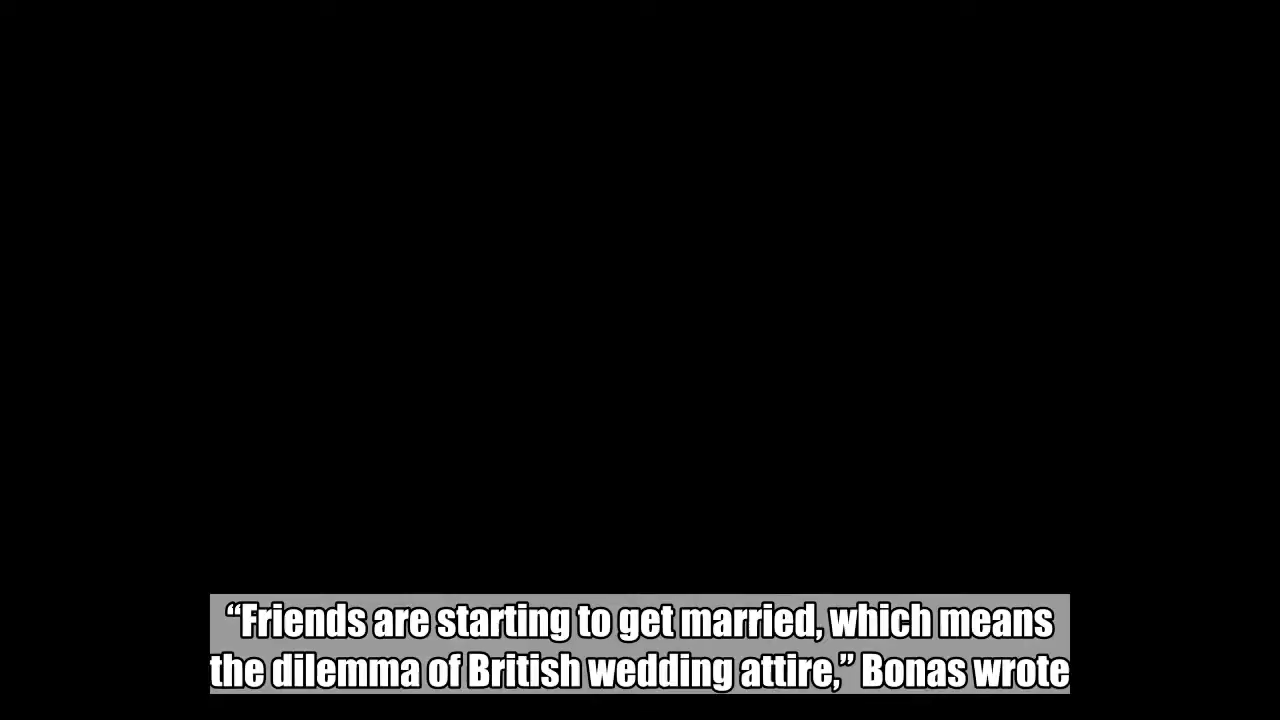 “Friends are starting to get married, which means
the dilemma of British wedding attire,” Bonas wrote